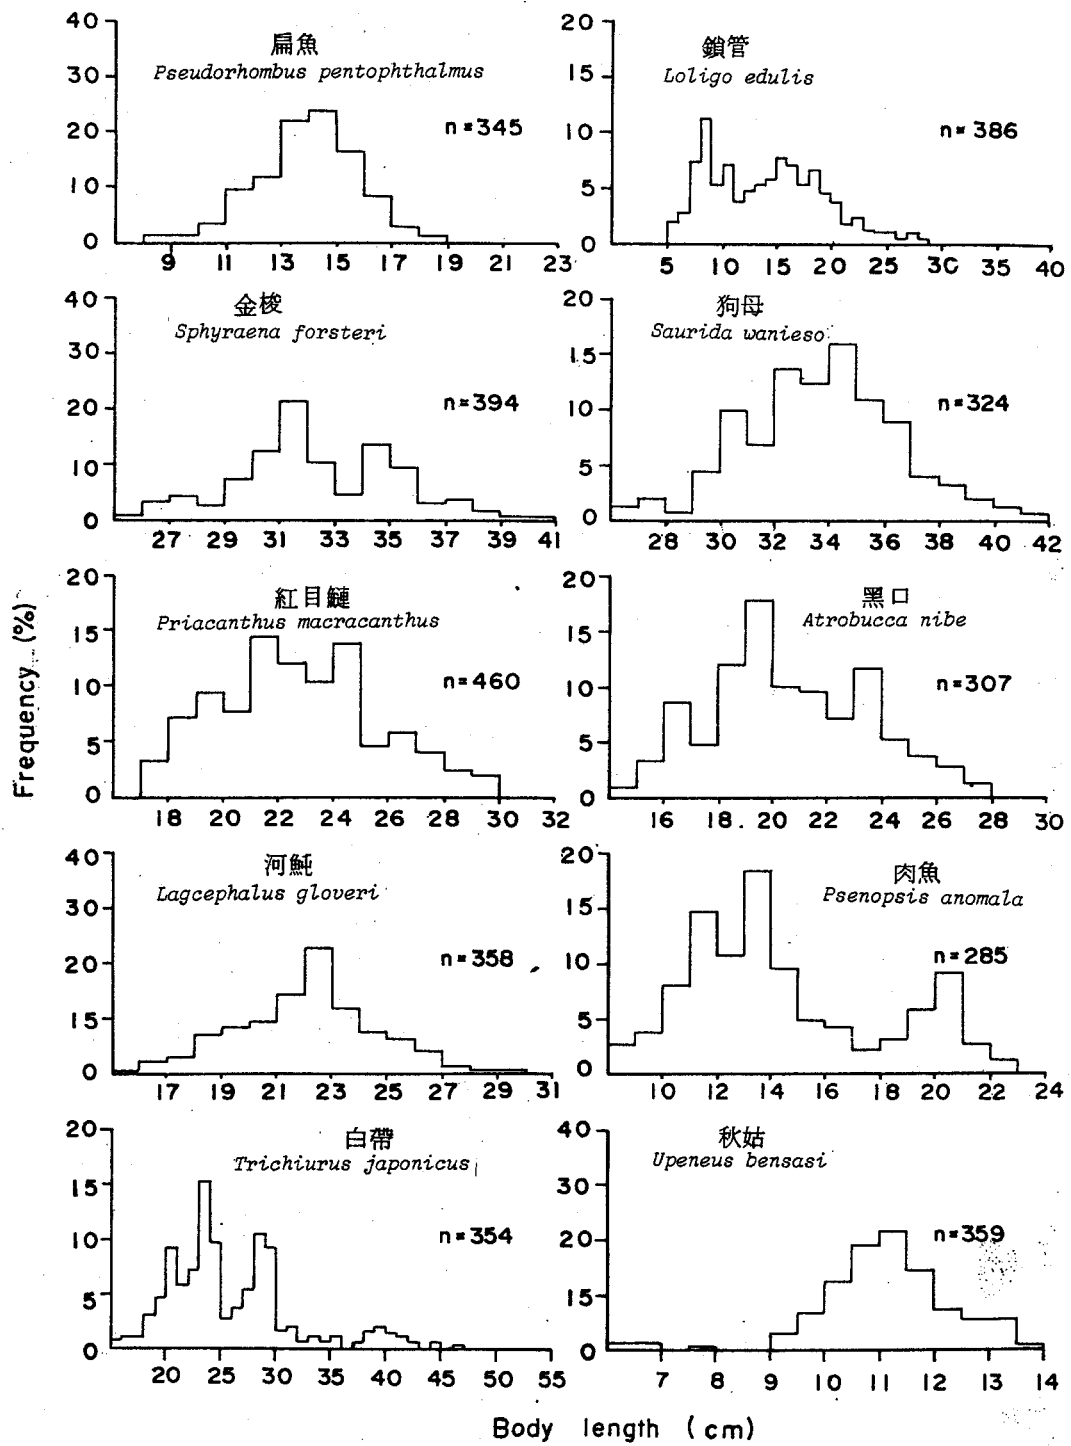 40
30
20
10
0
扁魚
Pseudorhombus pentophthalmus
n=345
9 11 13 15 17 19 21 23
20
15
10
5
0
鎖管
Loligo edulis
n=386
5 10 15 20 25 30 35 40
40
30
20
10
0
金梭
Sphyraena forsteri
n=394
27 29 31 33 35 37 39 41
20
15
10
5
0
狗母
Saurida wanieso
n=324
28 30 32 34 36 38 40 42
Frequency (%)
20
15
10
5
0
紅目鰱
Priacanthus macracanthus
n=460
18 20 22 24 26 28 30 32
20
15
10
5
0
黑口
Atrobucca nibe
n=307
16 18 20 22 24 26 28 30
40
30
20
15
0
河魨
Lagcephalus gloveri
n=358
17 19 21 23 25 27 29 31
20
15
10
5
0
肉魚
Psenopsis anomala
n=285
10 12 14 16 18 20 22 24
20
15
10
5
0
白帶
Trichiurus japonicus
n=354
20 25 30 35 40 45 50 55
40
30
20
15
0
秋姑
Upeneus bensasi
n=359
7 8 9 10 11 12 13 14
Body length (cm)